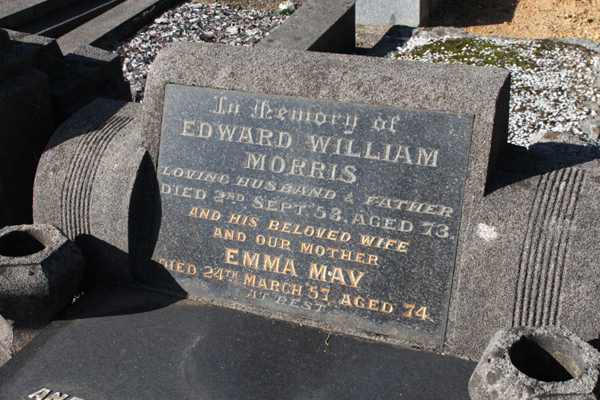 In Memory of
EDWARD WILLIAM
MORRIS
LOVING HUSBAND & FATHER
DIED 2ND SEPT. 53, AGED 73.
AND HIS BELOVED WIFE
AND OUR MOTHER
EMMA MAY
DIED 24TH MARCH 57, AGED 74.
AT REST